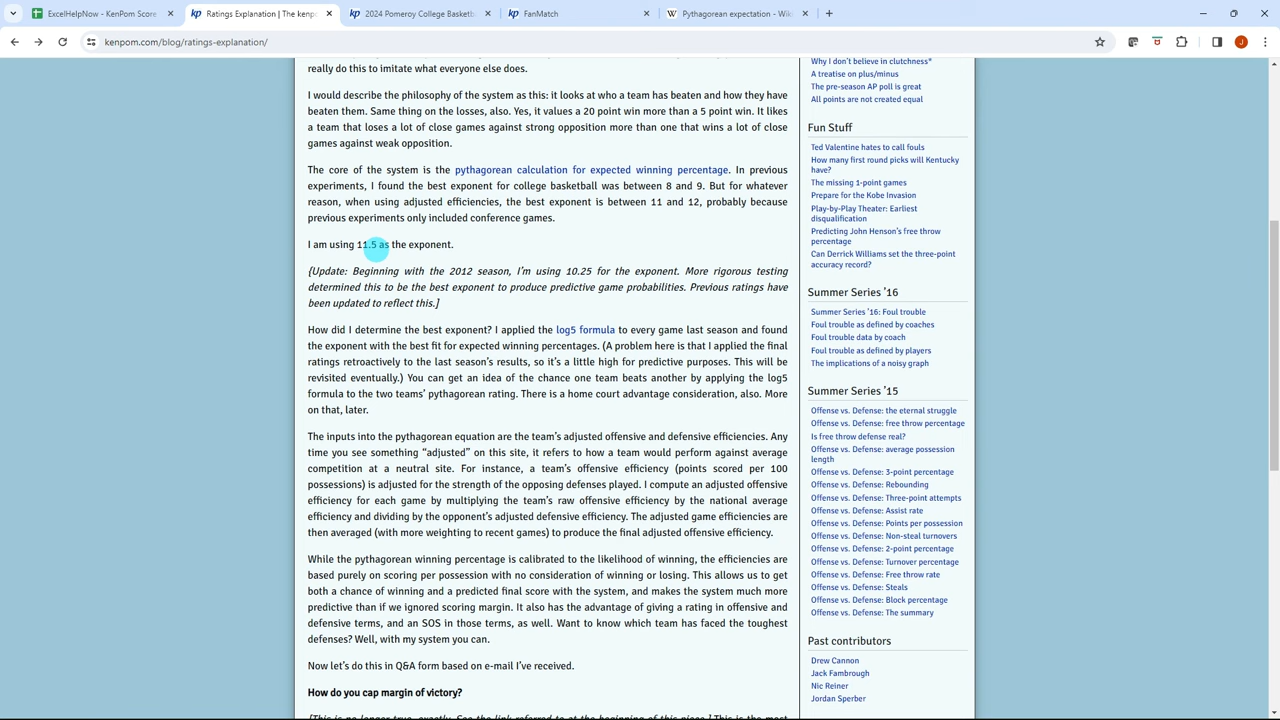 ExcelHelpNow - KenPom Score
Ratings Explanation | The kenpo
2024 Pomeroy College Basketb
FanMatch
Pythagorean expectation - Wiki
kenpom.com/blog/ratings-explanation/
really do this to imitate what everyone else does.
I would describe the philosophy of the system as this: it looks at who a team has beaten and how they have
beaten them. Same thing on the losses, also. Yes, it values a 20 point win more than a 5 point win. It likes
a team that loses a lot of close games against strong opposition more than one that wins a lot of close
games against weak opposition.
The core of the system is the pythagorean calculation for expected winning percentage. In previous
experiments, I found the best exponent for college basketball was between 8 and 9. But for whatever
reason, when using adjusted efficiencies, the best exponent is between 11 and 12, probably because
previous experiments only included conference games.
I am using 11.5 as the exponent.
[Update: Beginning with the 2012 season, I'm using 10.25 for the exponent. More rigorous testing
determined this to be the best exponent to produce predictive game probabilities. Previous ratings have
been updated to reflect this.]
How did I determine the best exponent? I applied the log5 formula to every game last season and found
the exponent with the best fit for expected winning percentages. (A problem here is that I applied the final
ratings retroactively to the last season's results, so it's a little high for predictive purposes. This will be
revisited eventually.) You can get an idea of the chance one team beats another by applying the log5
formula to the two teams' pythagorean rating. There is a home court advantage consideration, also. More
on that, later.
The inputs into the pythagorean equation are the team's adjusted offensive and defensive efficiencies. Any
time you see something "adjusted" on this site, it refers to how a team would perform against average
competition at a neutral site. For instance, a team's offensive efficiency (points scored per 100
possessions) is adjusted for the strength of the opposing defenses played. I compute an adjusted offensive
efficiency for each game by multiplying the team's raw offensive efficiency by the national average
efficiency and dividing by the opponent's adjusted defensive efficiency. The adjusted game efficiencies are
then averaged (with more weighting to recent games) to produce the final adjusted offensive efficiency.
While the pythagorean winning percentage is calibrated to the likelihood of winning, the efficiencies are
based purely on scoring per possession with no consideration of winning or losing. This allows us to get
both a chance of winning and a predicted final score with the system, and makes the system much more
predictive than if we ignored scoring margin. It also has the advantage of giving a rating in offensive and
defensive terms, and an SOS in those terms, as well. Want to know which team has faced the toughest
defenses? Well, with my system you can.
Now let's do this in Q&A form based on e-mail I've received.
How do you cap margin of victory?
[This is no longer true, exactly. See the link referred to at the beginning of this piece.] This is the most
Why I don't believe in clutchness*
A treatise on plus/minus
The pre-season AP poll is great
All points are not created equal
Fun Stuff
Ted Valentine hates to call fouls
How many first round picks will Kentucky
have?
The missing 1-point games
Prepare for the Kobe Invasion
Play-by-Play Theater: Earliest
disqualification
Predicting John Henson's free throw
percentage
Can Derrick Williams set the three-point
accuracy record?
Summer Series '16
Summer Series '16: Foul trouble
Foul trouble as defined by coaches
Foul trouble data by coach
Foul trouble as defined by players
The implications of a noisy graph
Summer Series '15
Offense vs. Defense: the eternal struggle
Offense vs. Defense: free throw percentage
Is free throw defense real?
Offense vs. Defense: average possession
length
Offense vs. Defense: 3-point percentage
Offense vs. Defense: Rebounding
Offense vs. Defense: Three-point attempts
Offense vs. Defense: Assist rate
Offense vs. Defense: Points per possession
Offense vs. Defense: Non-steal turnovers
Offense vs. Defense: 2-point percentage
Offense vs. Defense: Turnover percentage
Offense vs. Defense: Free throw rate
Offense vs. Defense: Steals
Offense vs. Defense: Block percentage
Offense vs. Defense: The summary
Past contributors
Drew Cannon
Jack Fambrough
Nic Reiner
Jordan Sperber